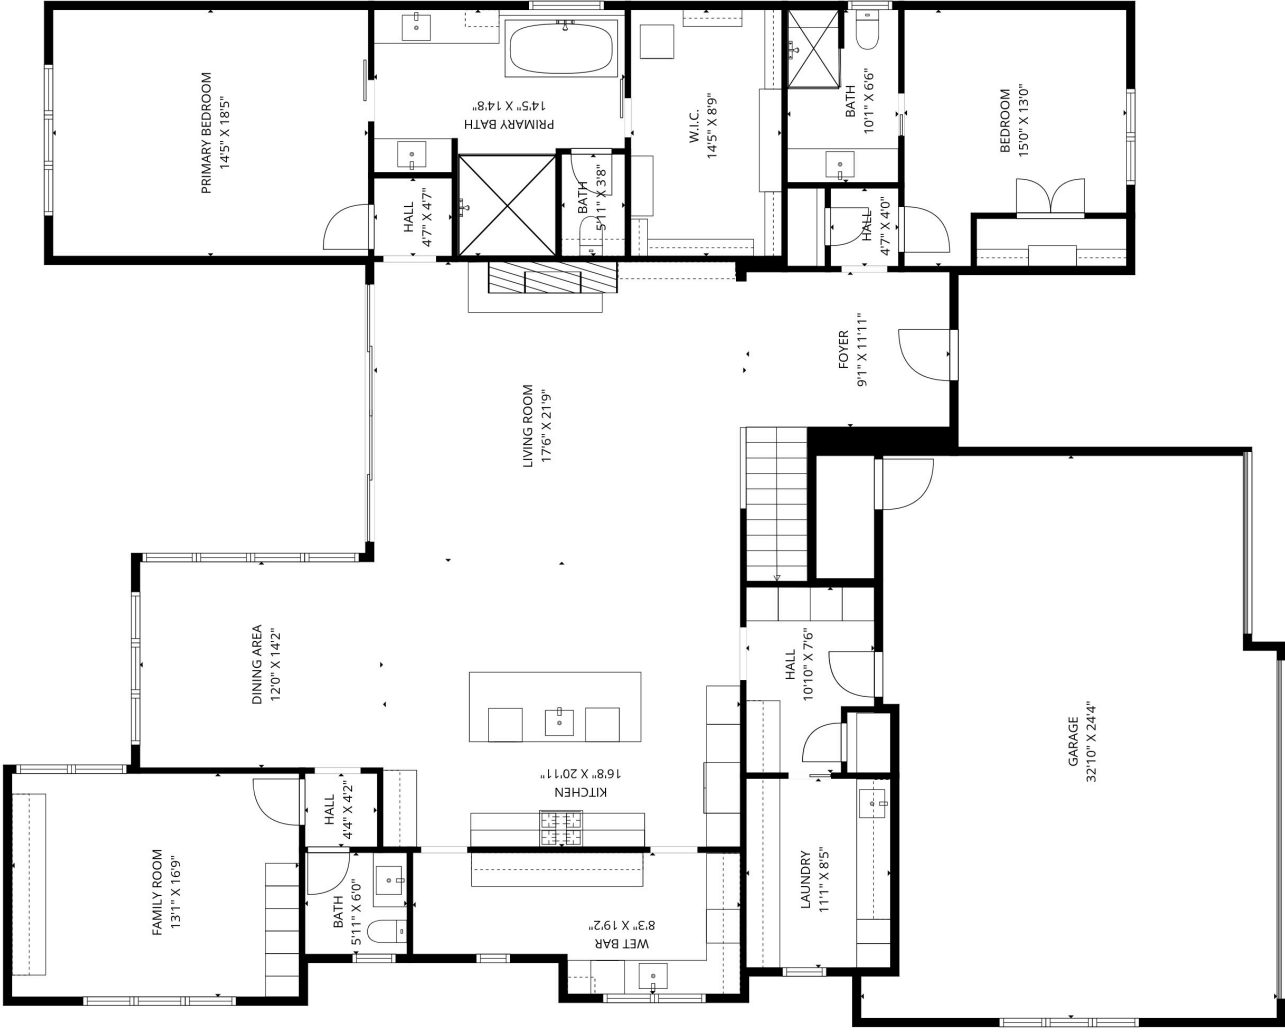 PRIMARY BEDROOM
14'5" X 18'5"
PRIMARY BATH
14'5" X 14'8"
W.I.C.
14'5" X 8'9"
BATH
10'1" X 6'6"
BEDROOM
15'0" X 13'0"
HALL
4'7" X 4'7"
BATH
5'11" X 3'8"
HALL
4'7" X 4'0"
FOYER
9'1" X 11'11"
LIVING ROOM
17'6" X 21'9"
DINING AREA
12'0" X 14'2"
HALL
10'10" X 7'6"
GARAGE
32'10" X 24'4"
KITCHEN
16'8" X 20'11"
HALL
4'4" X 4'2"
FAMILY ROOM
13'1" X 16'9"
BATH
5'11" X 6'0"
WET BAR
8'3" X 19'2"
LAUNDRY
11'1" X 8'5"